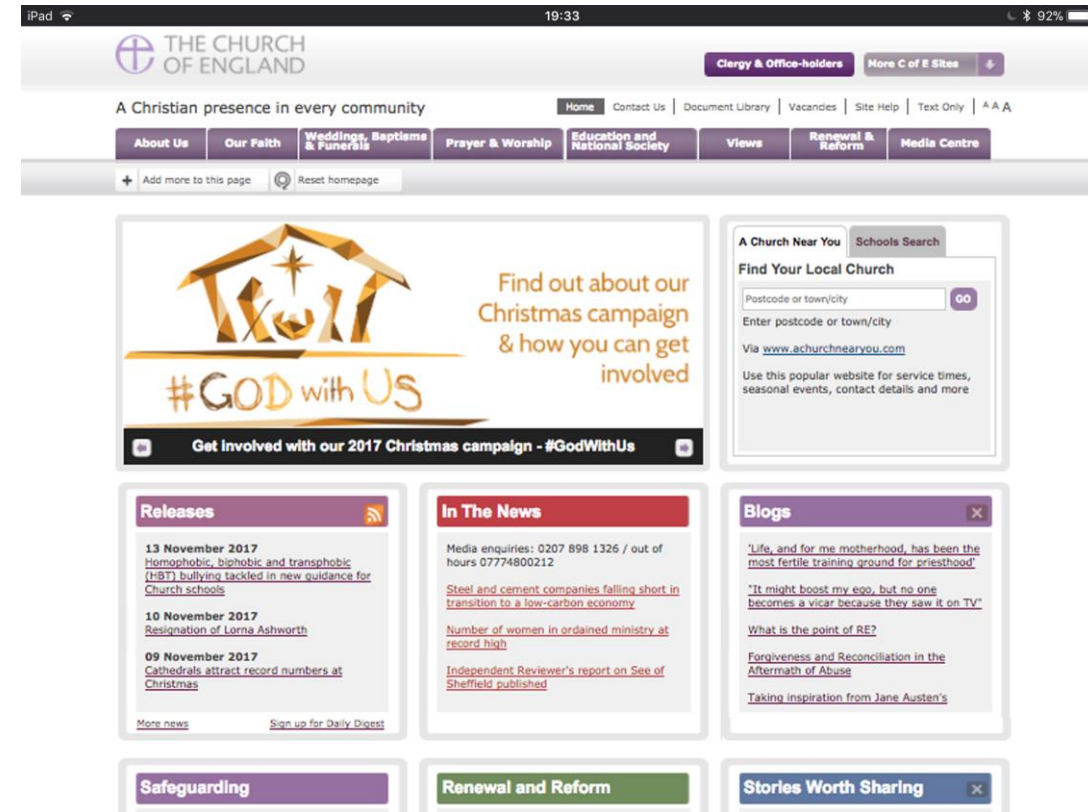 iPad 19:33 92%
THE CHURCH
OF ENGLAND
Clergy & Office-holders More C of E Sites
A Christian presence in every community
Home Contact Us Document Library Vacancies Site Help Text Only A A A
About Us Our Faith Weddings, Baptisms & Funerals Prayer & Worship Education and National Society Views Renewal & Reform Media Centre
Add more to this page Reset homepage
Find out about our
Christmas campaign
& how you can get
involved
#GOD with US
Get Involved with our 2017 Christmas campaign - #GodWithUs
A Church Near You Schools Search
Find Your Local Church
Postcode or town/city GO
Enter postcode or town/city
Via www.achurchnearyou.com
Use this popular website for service times,
seasonal events, contact details and more
Releases
13 November 2017
Homophobic, biphobic and transphobic
(HBT) bullying tackled in new guidance for
Church schools
10 November 2017
Resignation of Lorna Ashworth
09 November 2017
Cathedrals attract record numbers at
Christmas
More news Sign up for Daily Digest
In The News
Media enquiries: 0207 898 1326 / out of
hours 07774800212
Steel and cement companies falling short in
transition to a low-carbon economy
Number of women in ordained ministry at
record high
Independent Reviewer's report on See of
Sheffield published
Blogs
'Life, and for me motherhood, has been the
most fertile training ground for priesthood'
"It might boost my ego, but no one
becomes a vicar because they saw it on TV"
What is the point of RE?
Forgiveness and Reconciliation in the
Aftermath of Abuse
Taking inspiration from Jane Austen's
Safeguarding
Renewal and Reform
Stories Worth Sharing